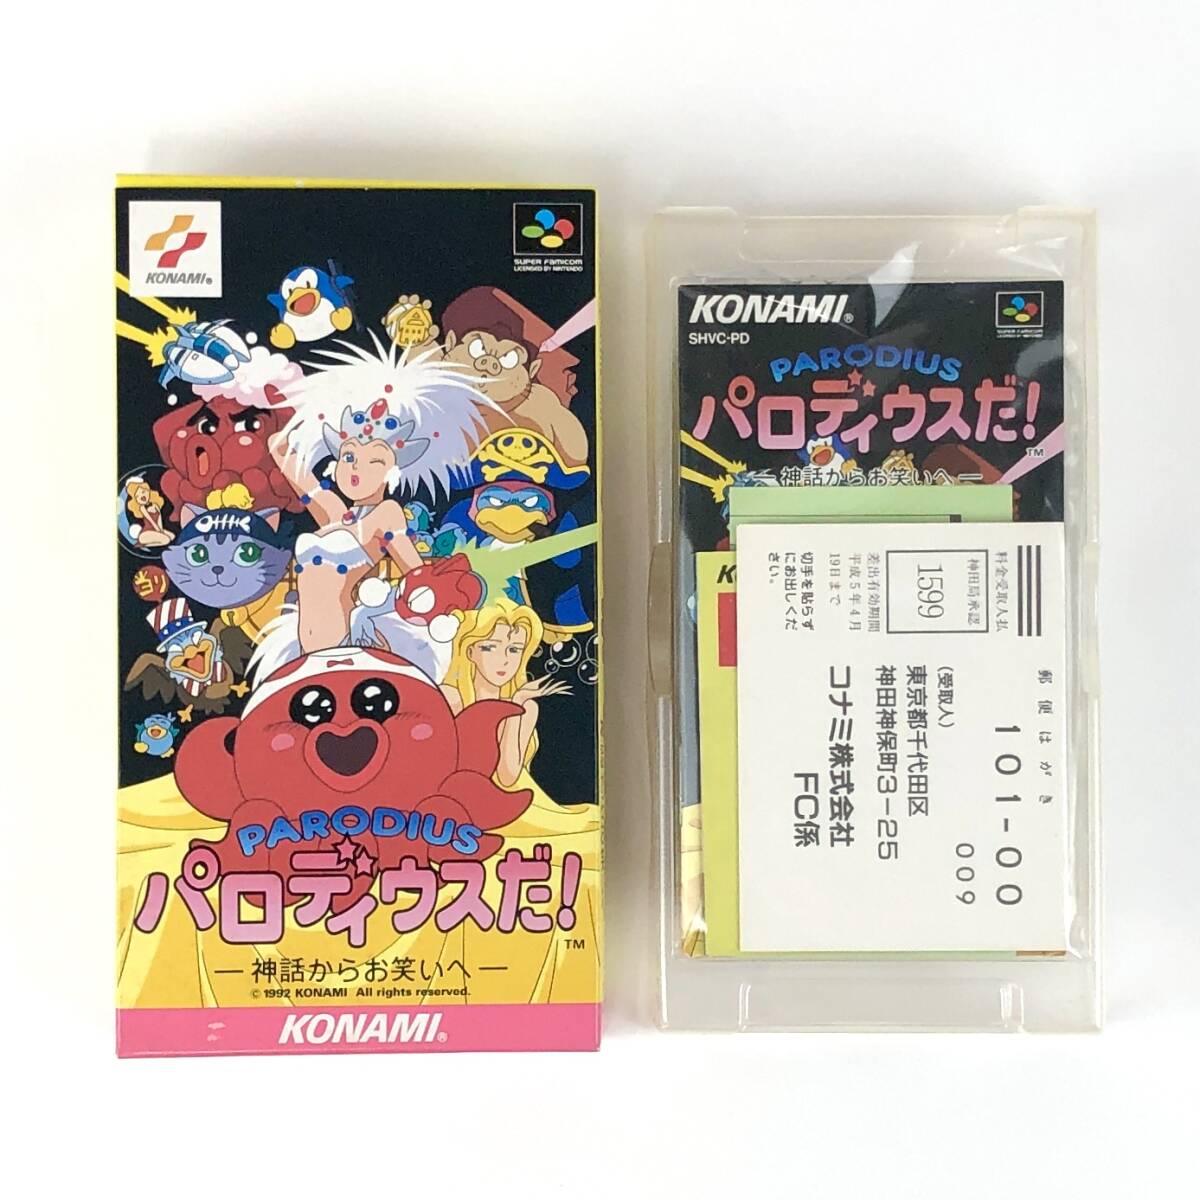 KONAMI®
SUPER FAMICOM
LICENSED BY NINTENDO
PARODIUS
パロディウスだ!
TM
—神話からお笑いへ—
© 1992 KONAMI All rights reserved.
KONAMI®
KONAMI®
SHVC-PD
SUPER FAMICOM
LICENSED BY NINTENDO
PARODIUS
パロディウスだ!
TM
—神話からお笑いへ—
郵便はがき
101-00
009
料金受取人払
神田局承認
1599
差出有効期間
平成5年4月
19日まで
切手を貼らず
にお出しくだ
さい。
(受取人)
東京都千代田区
神田神保町3-25
コナミ株式会社
FC係